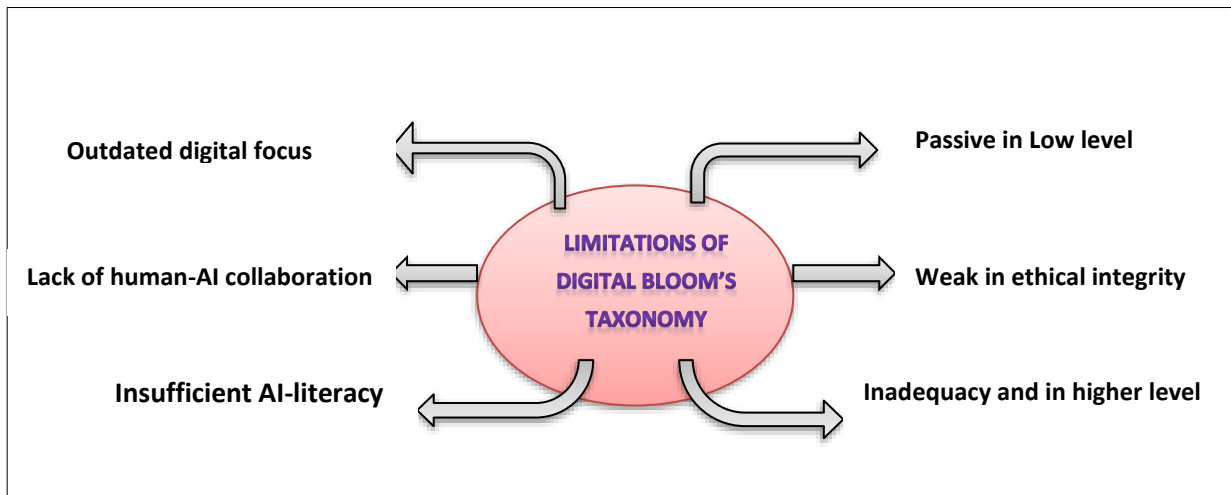 Outdated digital focus
Passive in Low level
LIMITATIONS OF
DIGITAL BLOOM'S
TAXONOMY
Lack of human-AI collaboration
Weak in ethical integrity
Insufficient AI-literacy
Inadequacy and in higher level